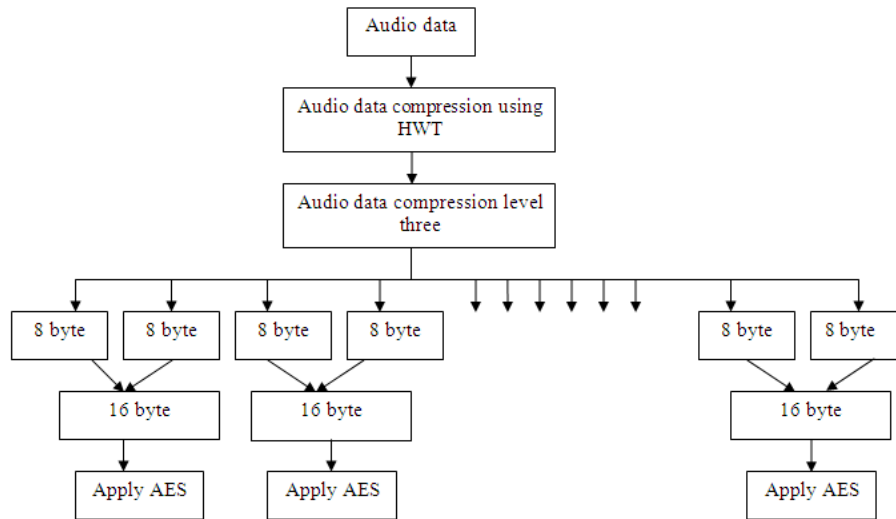 Audio data
Audio data compression using
HWT
Audio data compression level
three
8 byte
8 byte
8 byte
8 byte
8 byte
8 byte
16 byte
16 byte
16 byte
Apply AES
Apply AES
Apply AES